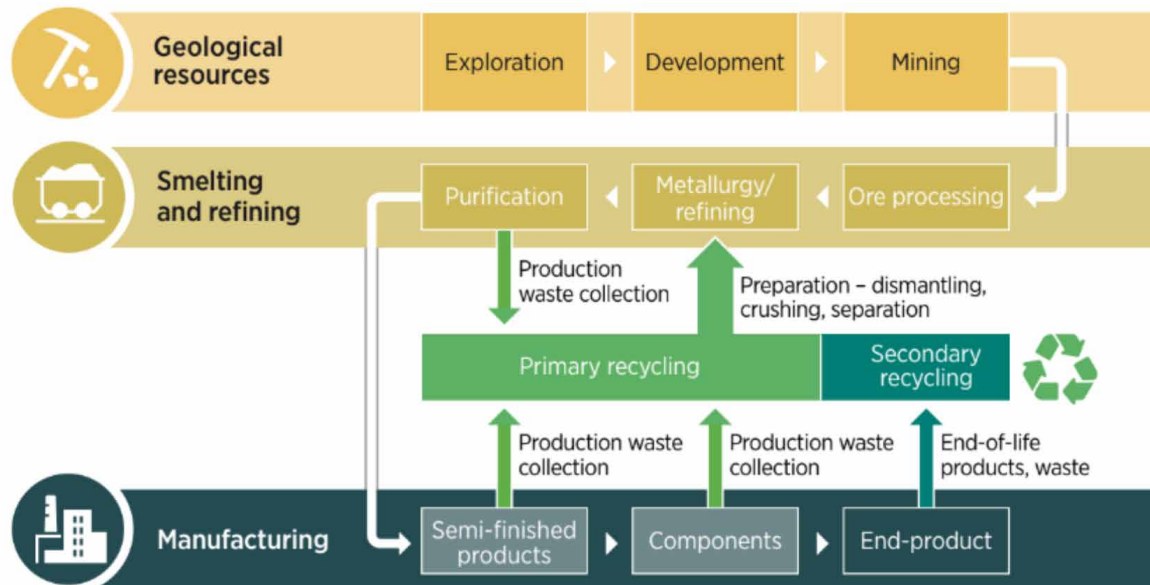 Geological
resources
Exploration
Development
Mining
Smelting
and refining
Purification
Metallurgy/
refining
Ore processing
Production
waste collection
Preparation – dismantling,
crushing, separation
Primary recycling
Secondary
recycling
Production waste
collection
Production waste
collection
End-of-life
products, waste
Manufacturing
Semi-finished
products
Components
End-product